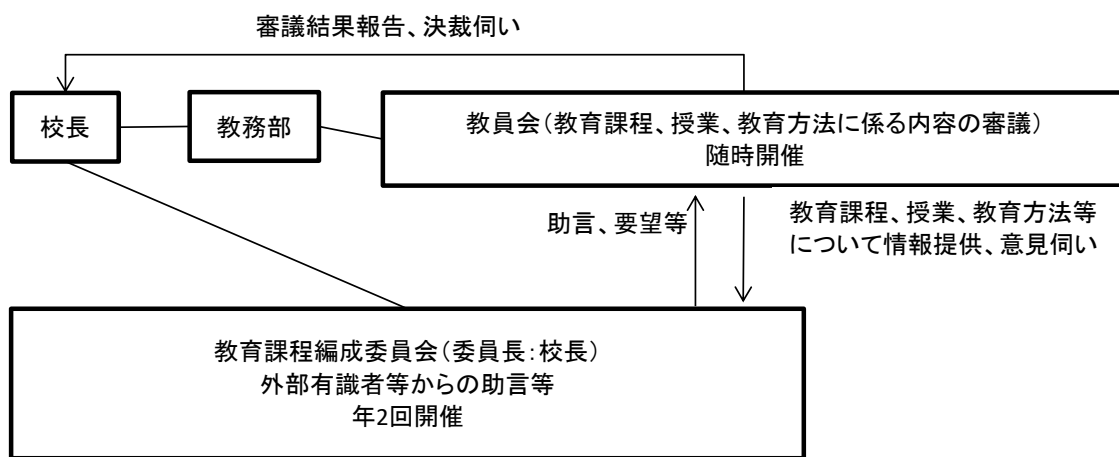 審議結果報告、決裁伺い
校長
教務部
教員会(教育課程、授業、教育方法に係る内容の審議)
随時開催
助言、要望等
教育課程、授業、教育方法等
について情報提供、意見伺い
教育課程編成委員会(委員長:校長)
外部有識者等からの助言等
年2回開催